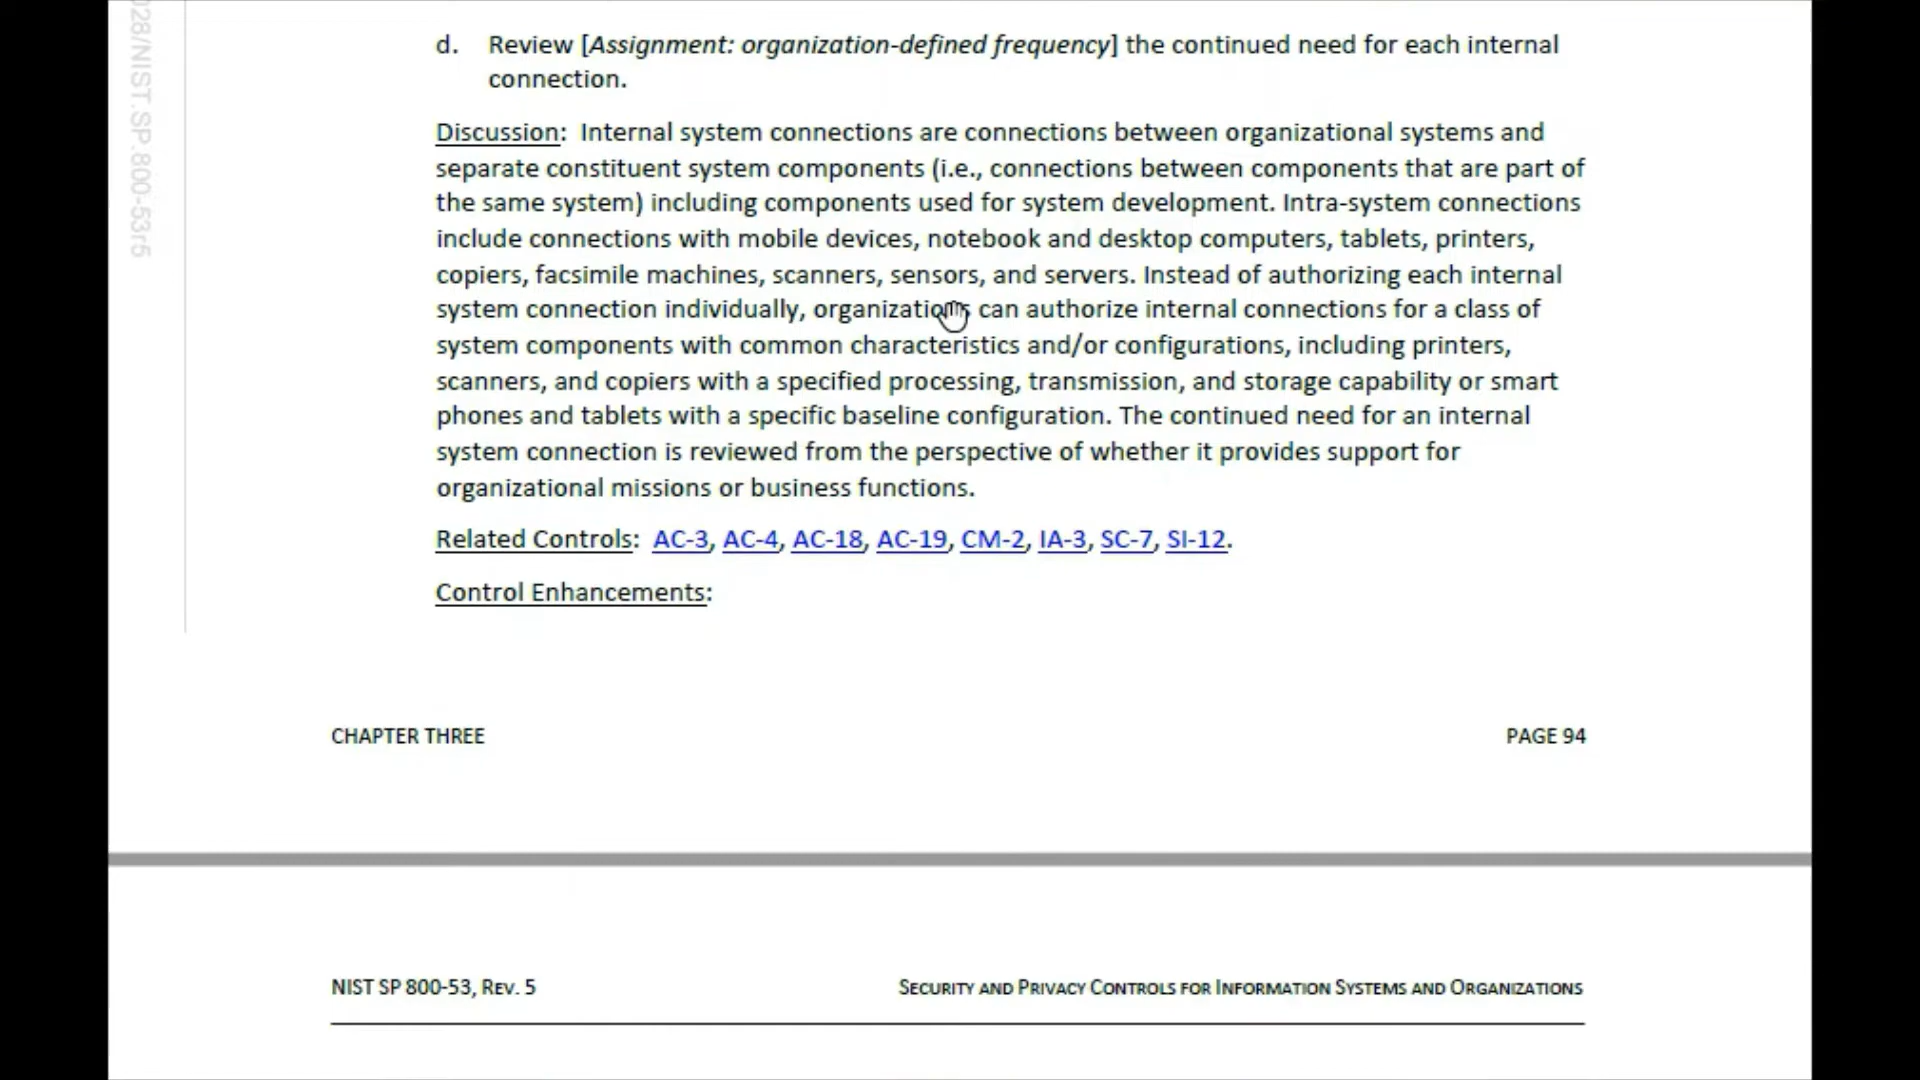 028/NIST.SP.800-53r5
d. Review [Assignment: organization-defined frequency] the continued need for each internal
connection.
Discussion: Internal system connections are connections between organizational systems and
separate constituent system components (i.e., connections between components that are part of
the same system) including components used for system development. Intra-system connections
include connections with mobile devices, notebook and desktop computers, tablets, printers,
copiers, facsimile machines, scanners, sensors, and servers. Instead of authorizing each internal
system connection individually, organizations can authorize internal connections for a class of
system components with common characteristics and/or configurations, including printers,
scanners, and copiers with a specified processing, transmission, and storage capability or smart
phones and tablets with a specific baseline configuration. The continued need for an internal
system connection is reviewed from the perspective of whether it provides support for
organizational missions or business functions.
Related Controls: AC-3, AC-4, AC-18, AC-19, CM-2, IA-3, SC-7, SI-12.
Control Enhancements:
CHAPTER THREE PAGE 94
NIST SP 800-53, REV. 5 SECURITY AND PRIVACY CONTROLS FOR INFORMATION SYSTEMS AND ORGANIZATIONS